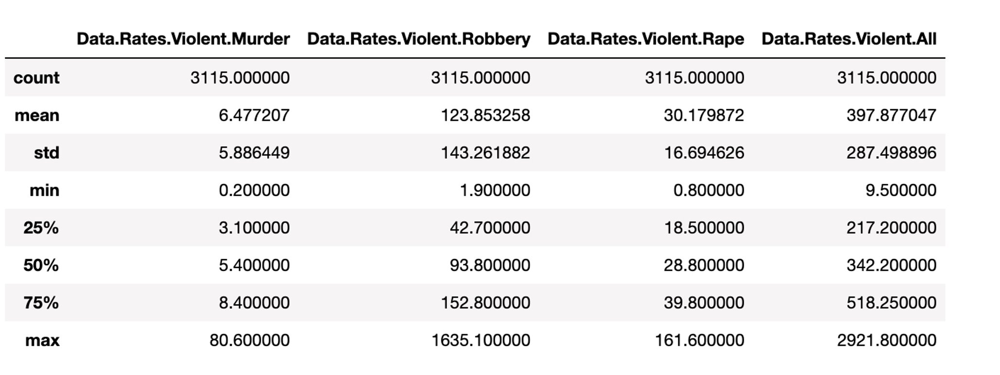 Data.Rates.Violent.Murder Data.Rates.Violent.Robbery Data.Rates.Violent.Rape Data.Rates.Violent.All
count 3115.000000 3115.000000 3115.000000 3115.000000
mean 6.477207 123.853258 30.179872 397.877047
std 5.886449 143.261882 16.694626 287.498896
min 0.200000 1.900000 0.800000 9.500000
25% 3.100000 42.700000 18.500000 217.200000
50% 5.400000 93.800000 28.800000 342.200000
75% 8.400000 152.800000 39.800000 518.250000
max 80.600000 1635.100000 161.600000 2921.800000